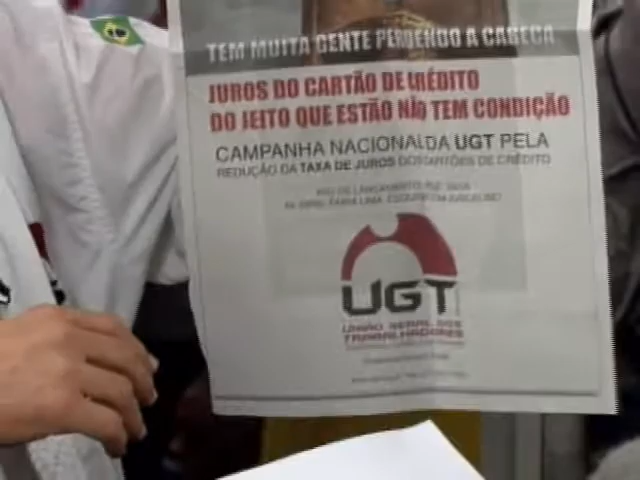 TEM MUITA GENTE PERDENDO A CABEÇA
JUROS DO CARTÃO DE CRÉDITO
DO JEITO QUE ESTÃO NÃO TEM CONDIÇÃO
CAMPANHA NACIONAL DA UGT PELA
REDUÇÃO DA TAXA DE JUROS DOS CARTÕES DE CRÉDITO
UGT
UNIÃO GERAL DOS
TRABALHADORES